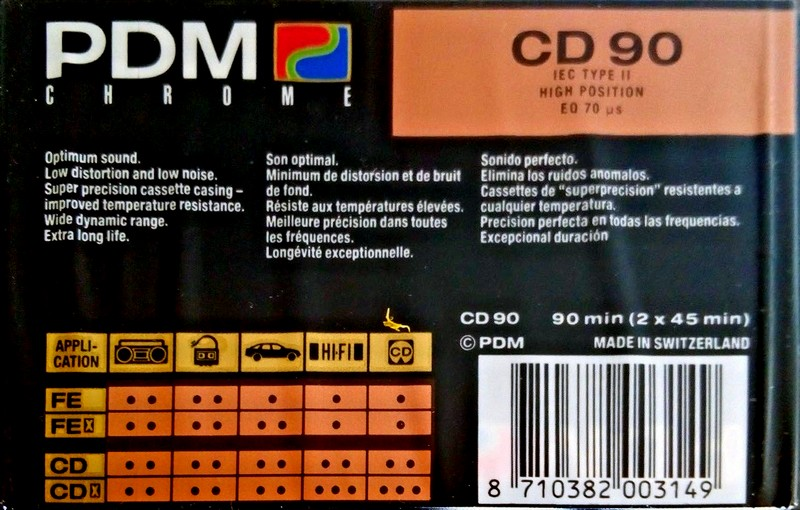 PDM
CHROME
CD 90
IEC TYPE II
HIGH POSITION
EQ 70 µs
Optimum sound.
Low distortion and low noise.
Super precision cassette casing –
improved temperature resistance.
Wide dynamic range.
Extra long life.
Son optimal.
Minimum de distorsion et de bruit
de fond.
Résiste aux températures élevées.
Meilleure précision dans toutes
les fréquences.
Longévité exceptionnelle.
Sonido perfecto.
Elimina los ruidos anomalos.
Cassettes de "superprecision" resistentes a
cualquier temperatura.
Precision perfecta en todas las frequencias.
Excepcional duración
CD 90 90 min (2 x 45 min)
© PDM MADE IN SWITZERLAND
APPLI-
CATION
HI-FI
CD
FE
FE X
CD
CD X
8 710382 003149